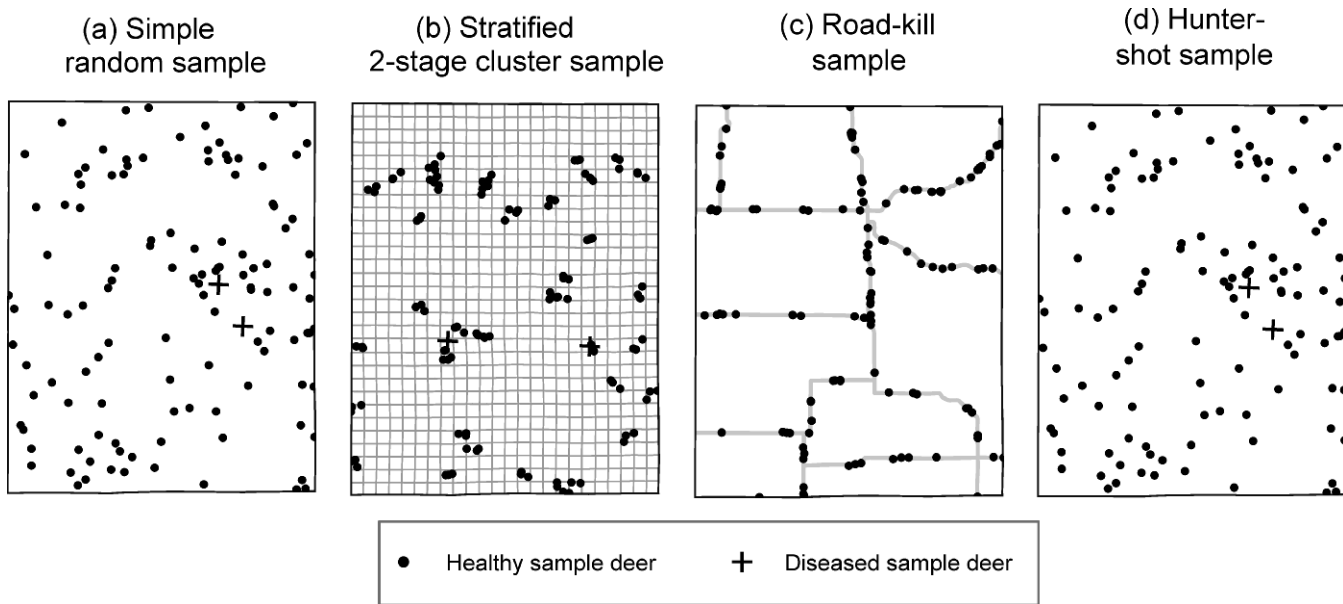 (a) Simple
random sample
(b) Stratified
2-stage cluster sample
(c) Road-kill
sample
(d) Hunter-
shot sample
Healthy sample deer
Diseased sample deer